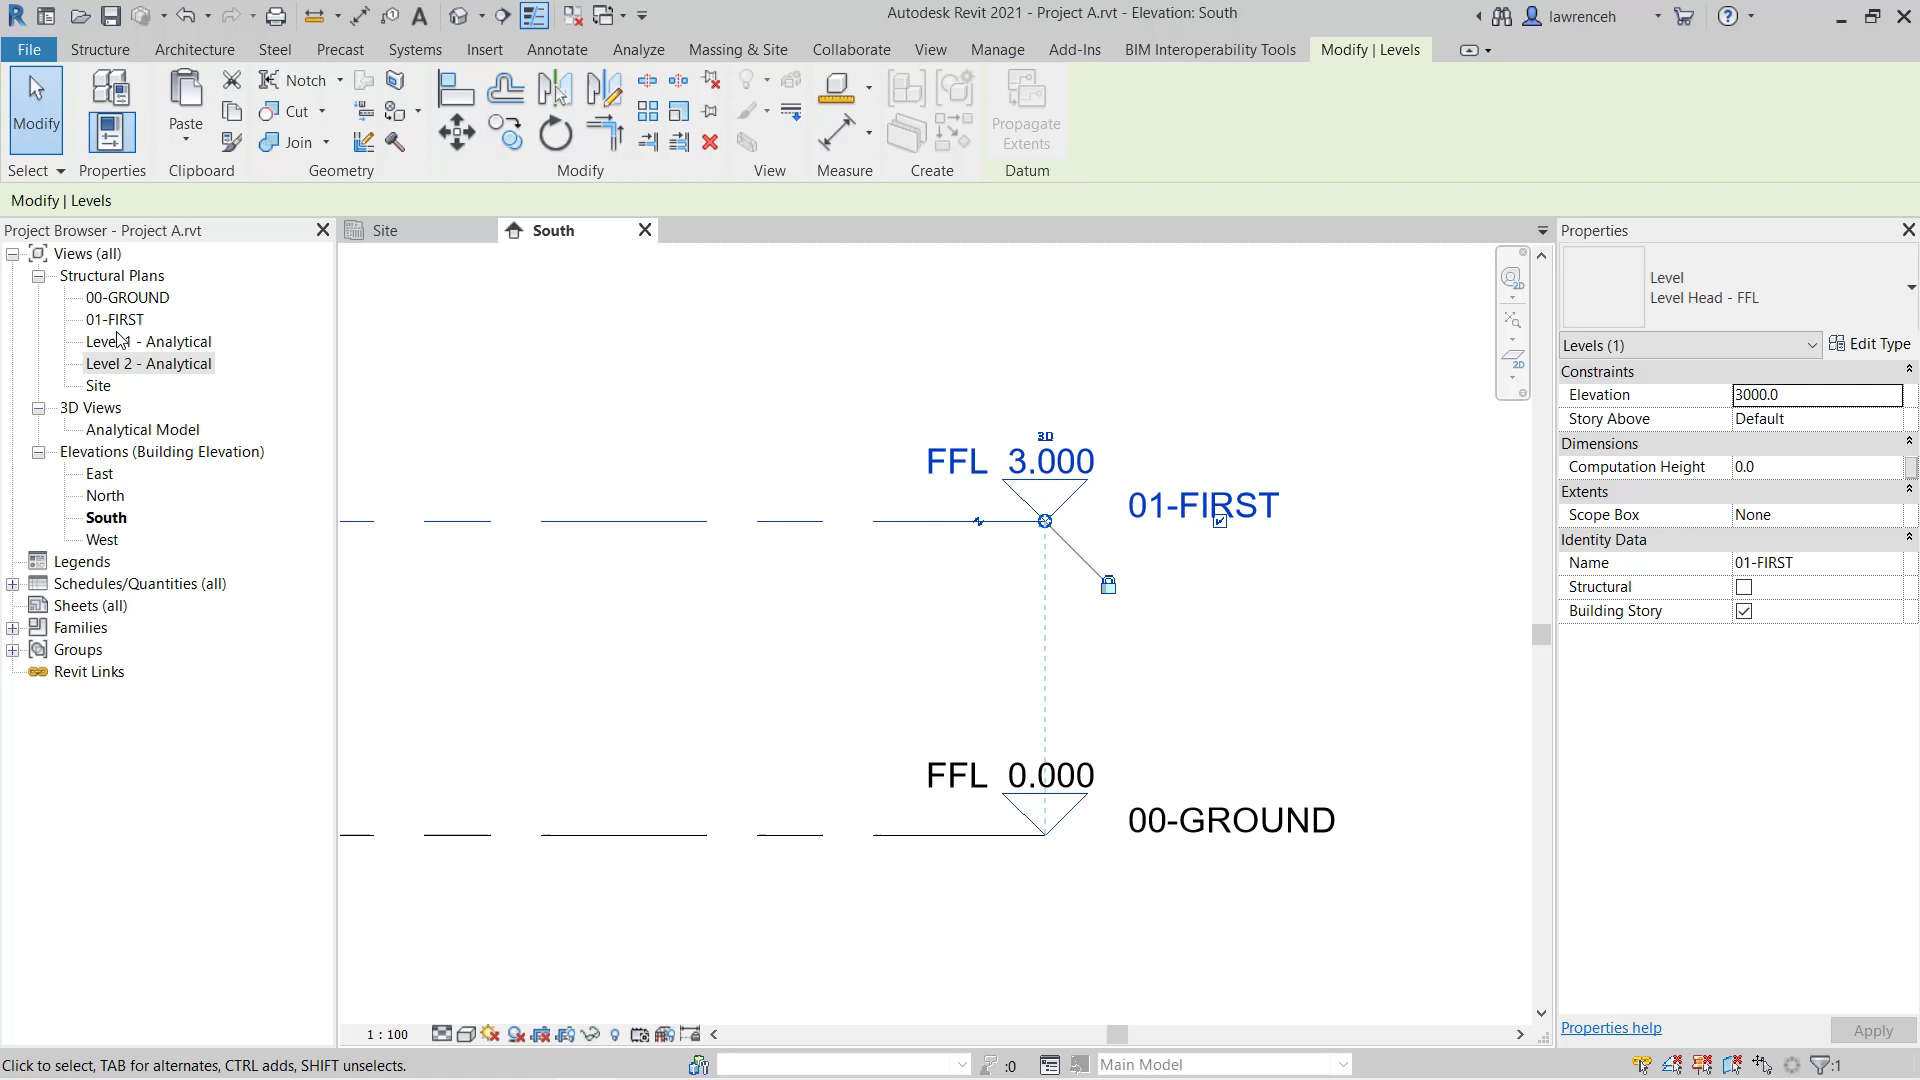 Autodesk Revit 2021 - Project A.rvt - Elevation: South
lawrenceh
File Structure Architecture Steel Precast Systems Insert Annotate Analyze Massing & Site Collaborate View Manage Add-Ins BIM Interoperability Tools Modify | Levels
Modify
Paste
Notch
Cut
Join
Propagate
Extents
Select Properties Clipboard Geometry Modify View Measure Create Datum
Modify | Levels
Project Browser - Project A.rvt
Views (all)
Structural Plans
00-GROUND
01-FIRST
Level 1 - Analytical
Level 2 - Analytical
Site
3D Views
Analytical Model
Elevations (Building Elevation)
East
North
South
West
Legends
Schedules/Quantities (all)
Sheets (all)
Families
Groups
Revit Links
Site
South
2D
2D
3D
FFL 3.000
01-FIRST
FFL 0.000
00-GROUND
Properties
Level
Level Head - FFL
Levels (1)
Edit Type
Constraints
Elevation 3000.0
Story Above Default
Dimensions
Computation Height 0.0
Extents
Scope Box None
Identity Data
Name 01-FIRST
Structural
Building Story
Properties help
Apply
1 : 100
Click to select, TAB for alternates, CTRL adds, SHIFT unselects.
:0
Main Model
:1